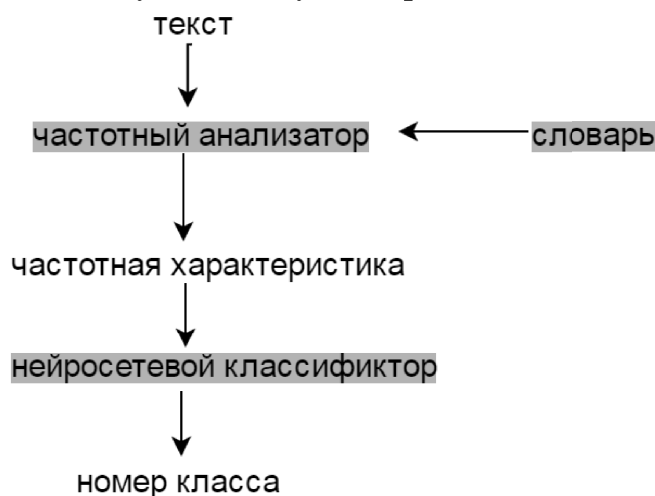 текст
частотный анализатор
словарь
частотная характеристика
нейросетевой классификтор
номер класса